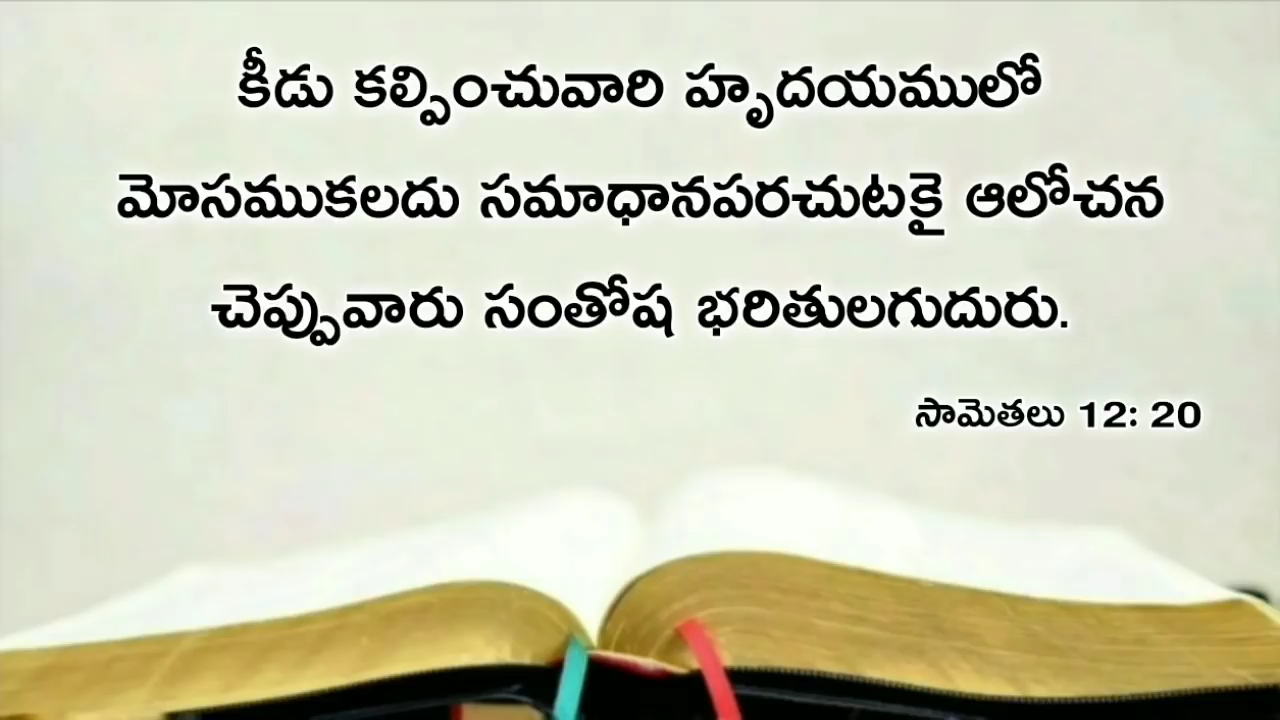 కీడు కల్పించువారి హృదయములో
మోసముకలదు సమాధానపరచుటకై ఆలోచన
చెప్పువారు సంతోష భరితులగుదురు.
సామెతలు 12: 20